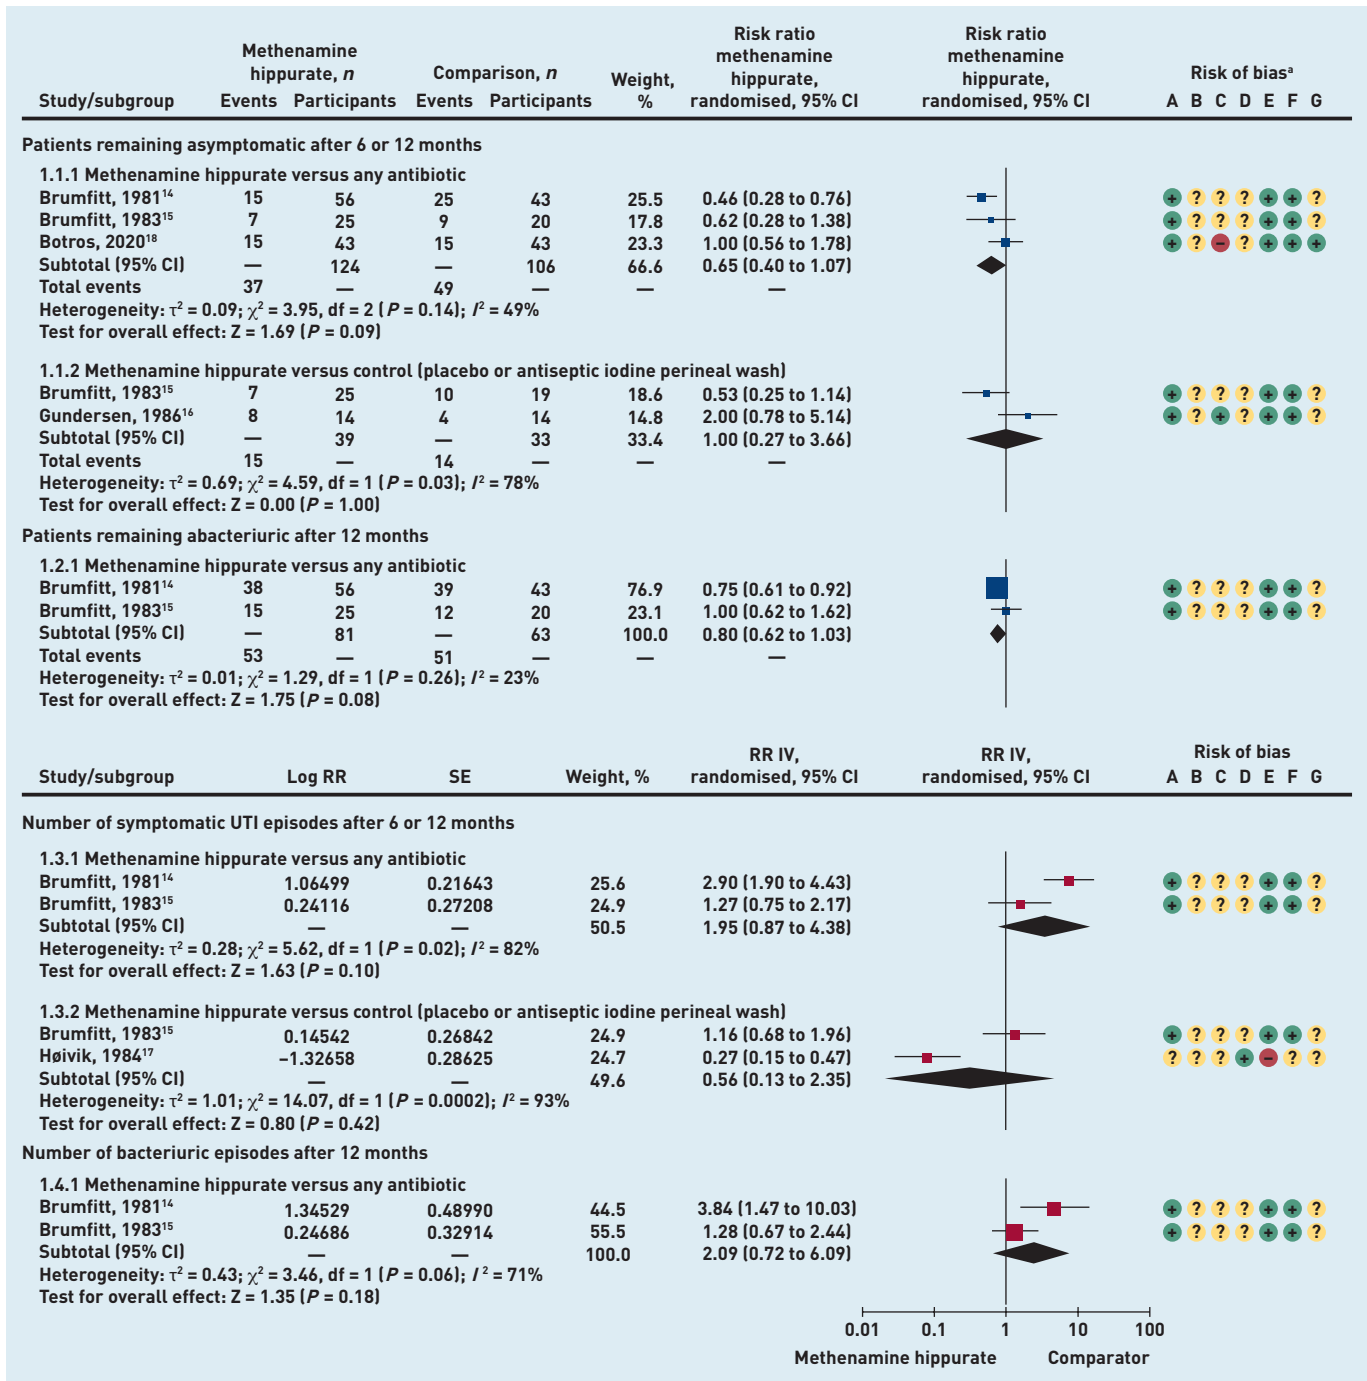 Study/subgroup Methenamine hippurate, n Events Participants Comparison, n Events Participants Weight, % Risk ratio methenamine hippurate, randomised, 95% CI Risk ratio methenamine hippurate, randomised, 95% CI Risk of biasᵃ A B C D E F G
Patients remaining asymptomatic after 6 or 12 months
1.1.1 Methenamine hippurate versus any antibiotic
Brumfitt, 1981¹⁴ 15 56 25 43 25.5 0.46 (0.28 to 0.76) + ? ? ? + + ?
Brumfitt, 1983¹⁵ 7 25 9 20 17.8 0.62 (0.28 to 1.38) + ? ? ? + + ?
Botros, 2020¹⁸ 15 43 15 43 23.3 1.00 (0.56 to 1.78) + ? – ? + + +
Subtotal (95% CI) — 124 — 106 66.6 0.65 (0.40 to 1.07)
Total events 37 — 49 — — —
Heterogeneity: τ² = 0.09; χ² = 3.95, df = 2 (P = 0.14); I² = 49%
Test for overall effect: Z = 1.69 (P = 0.09)
1.1.2 Methenamine hippurate versus control (placebo or antiseptic iodine perineal wash)
Brumfitt, 1983¹⁵ 7 25 10 19 18.6 0.53 (0.25 to 1.14) + ? ? ? + + ?
Gundersen, 1986¹⁶ 8 14 4 14 14.8 2.00 (0.78 to 5.14) + ? + ? + + ?
Subtotal (95% CI) — 39 — 33 33.4 1.00 (0.27 to 3.66)
Total events 15 — 14 — — —
Heterogeneity: τ² = 0.69; χ² = 4.59, df = 1 (P = 0.03); I² = 78%
Test for overall effect: Z = 0.00 (P = 1.00)
Patients remaining abacteriuric after 12 months
1.2.1 Methenamine hippurate versus any antibiotic
Brumfitt, 1981¹⁴ 38 56 39 43 76.9 0.75 (0.61 to 0.92) + ? ? ? + + ?
Brumfitt, 1983¹⁵ 15 25 12 20 23.1 1.00 (0.62 to 1.62) + ? ? ? + + ?
Subtotal (95% CI) — 81 — 63 100.0 0.80 (0.62 to 1.03)
Total events 53 — 51 — — —
Heterogeneity: τ² = 0.01; χ² = 1.29, df = 1 (P = 0.26); I² = 23%
Test for overall effect: Z = 1.75 (P = 0.08)
Study/subgroup Log RR SE Weight, % RR IV, randomised, 95% CI RR IV, randomised, 95% CI Risk of bias A B C D E F G
Number of symptomatic UTI episodes after 6 or 12 months
1.3.1 Methenamine hippurate versus any antibiotic
Brumfitt, 1981¹⁴ 1.06499 0.21643 25.6 2.90 (1.90 to 4.43) + ? ? ? + + ?
Brumfitt, 1983¹⁵ 0.24116 0.27208 24.9 1.27 (0.75 to 2.17) + ? ? ? + + ?
Subtotal (95% CI) — — 50.5 1.95 (0.87 to 4.38)
Heterogeneity: τ² = 0.28; χ² = 5.62, df = 1 (P = 0.02); I² = 82%
Test for overall effect: Z = 1.63 (P = 0.10)
1.3.2 Methenamine hippurate versus control (placebo or antiseptic iodine perineal wash)
Brumfitt, 1983¹⁵ 0.14542 0.26842 24.9 1.16 (0.68 to 1.96) + ? ? ? + + ?
Høivik, 1984¹⁷ –1.32658 0.28625 24.7 0.27 (0.15 to 0.47) ? ? ? + – ? ?
Subtotal (95% CI) — — 49.6 0.56 (0.13 to 2.35)
Heterogeneity: τ² = 1.01; χ² = 14.07, df = 1 (P = 0.0002); I² = 93%
Test for overall effect: Z = 0.80 (P = 0.42)
Number of bacteriuric episodes after 12 months
1.4.1 Methenamine hippurate versus any antibiotic
Brumfitt, 1981¹⁴ 1.34529 0.48990 44.5 3.84 (1.47 to 10.03) + ? ? ? + + ?
Brumfitt, 1983¹⁵ 0.24686 0.32914 55.5 1.28 (0.67 to 2.44) + ? ? ? + + ?
Subtotal (95% CI) — — 100.0 2.09 (0.72 to 6.09)
Heterogeneity: τ² = 0.43; χ² = 3.46, df = 1 (P = 0.06); I² = 71%
Test for overall effect: Z = 1.35 (P = 0.18)
0.01 0.1 1 10 100
Methenamine hippurate Comparator